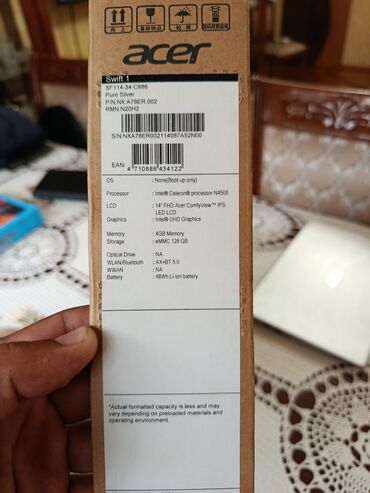 acer
Swift 1
SF114-34-C886
Pure Silver
P/N:NX.A78ER.002
RMN:N20H2
S/N:NXA78ER002114087A52N00
EAN:
4 710886 434122
OS : None(Boot-up only)
Processor : Intel® Celeron® processor N4500
LCD : 14" FHD Acer ComfyView™ IPS
LED LCD
Graphics : Intel® UHD Graphics
Memory : 4GB Memory
Storage : eMMC 128 GB
Optical Drive : NA
WLAN/Bluetooth : AX+BT 5.0
WWAN : NA
Battery : 48Wh Li-ion battery
*Actual formatted capacity is less and may
vary depending on preloaded materials and
operating environment.